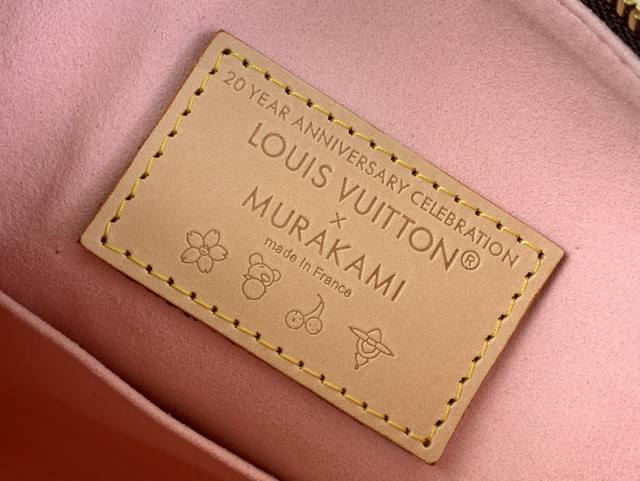 20 YEAR ANNIVERSARY CELEBRATION
LOUIS VUITTON®
×
MURAKAMI
made in France